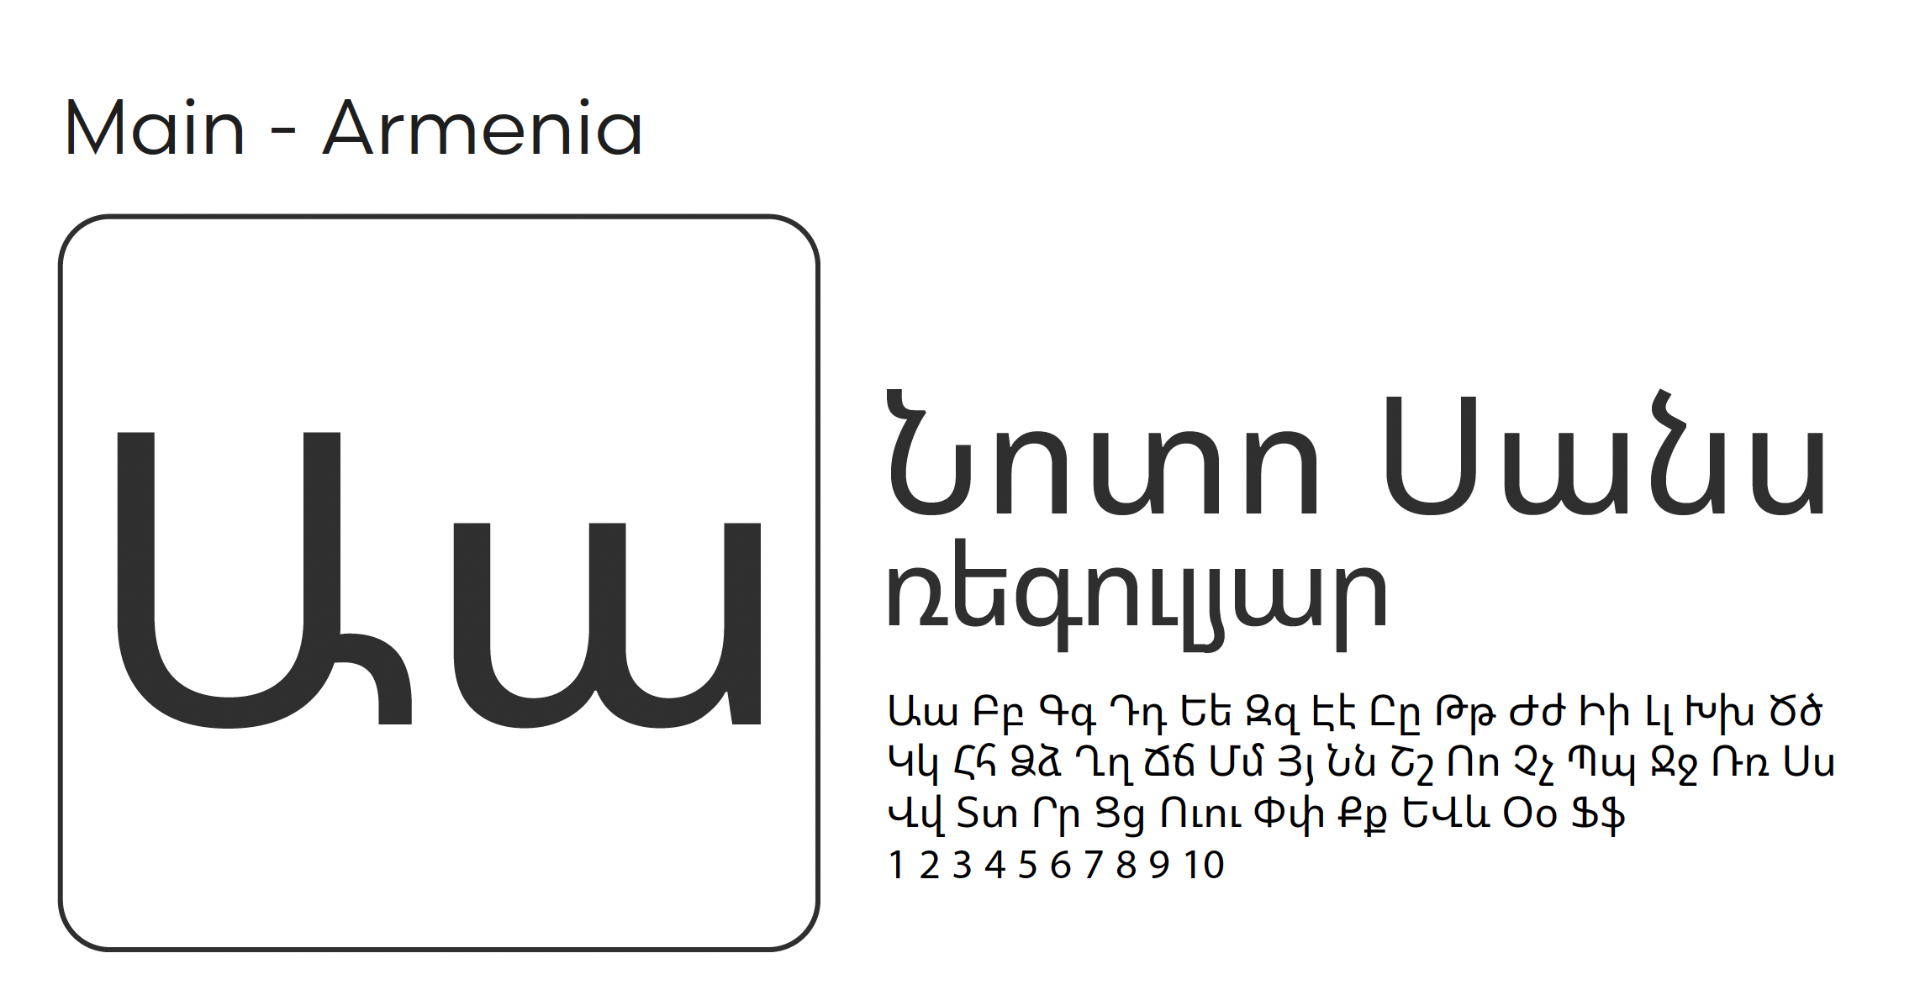 Main - Armenia
Աա
Նոտո Սանս
ռեգուլյար
Աա Բբ Գգ Դդ Եե Զզ Էէ Ըը Թթ Ժժ Իի Լլ Խխ Ծծ
Կկ Հհ Ձձ Ղղ Ճճ Մմ Յյ Նն Շշ Ոո Չչ Պպ Ջջ Ռռ Սս
Վվ Տտ Րր Ցց Ուու Փփ Քք ԵՎև Օօ Ֆֆ
1 2 3 4 5 6 7 8 9 10